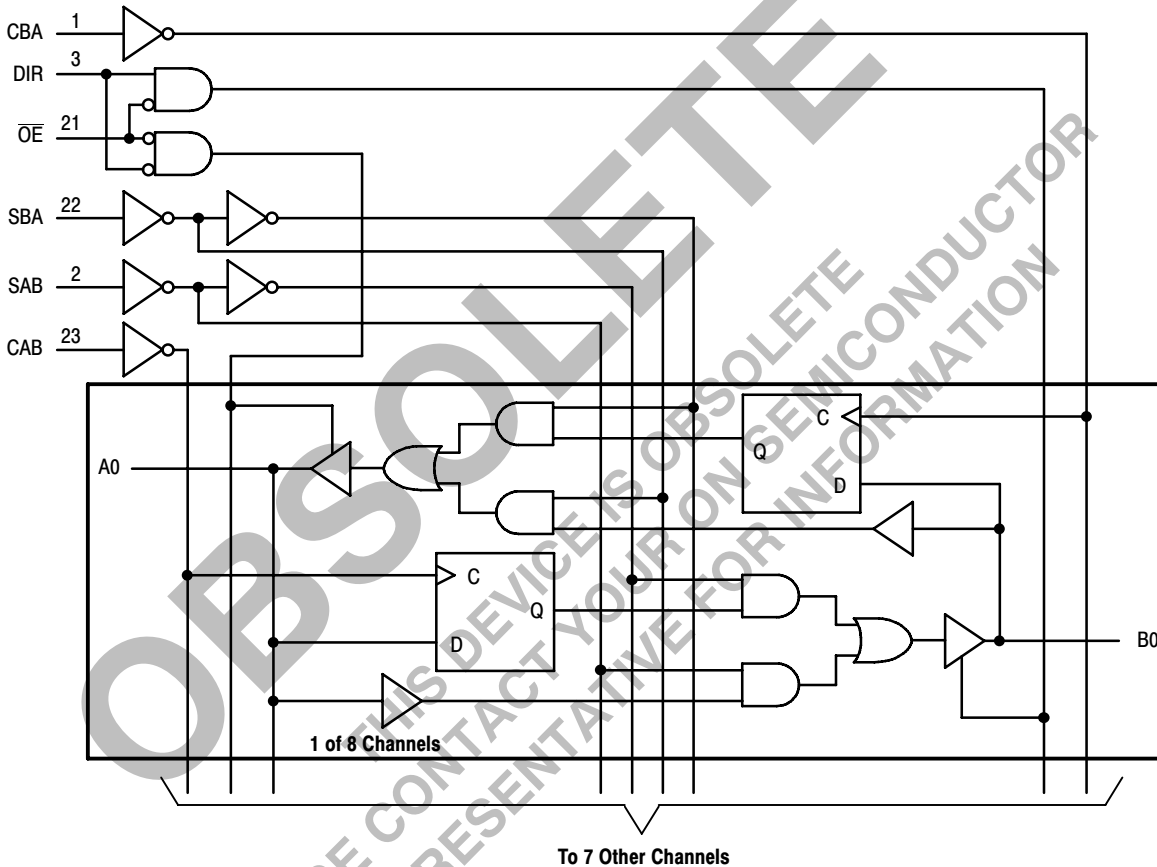 CBA 1
DIR 3
OE 21
SBA 22
SAB 2
CAB 23
C
Q
D
A0
C
Q
D
B0
1 of 8 Channels
To 7 Other Channels
OBSOLETE
THIS DEVICE IS OBSOLETE
CONTACT YOUR ON SEMICONDUCTOR
REPRESENTATIVE FOR INFORMATION